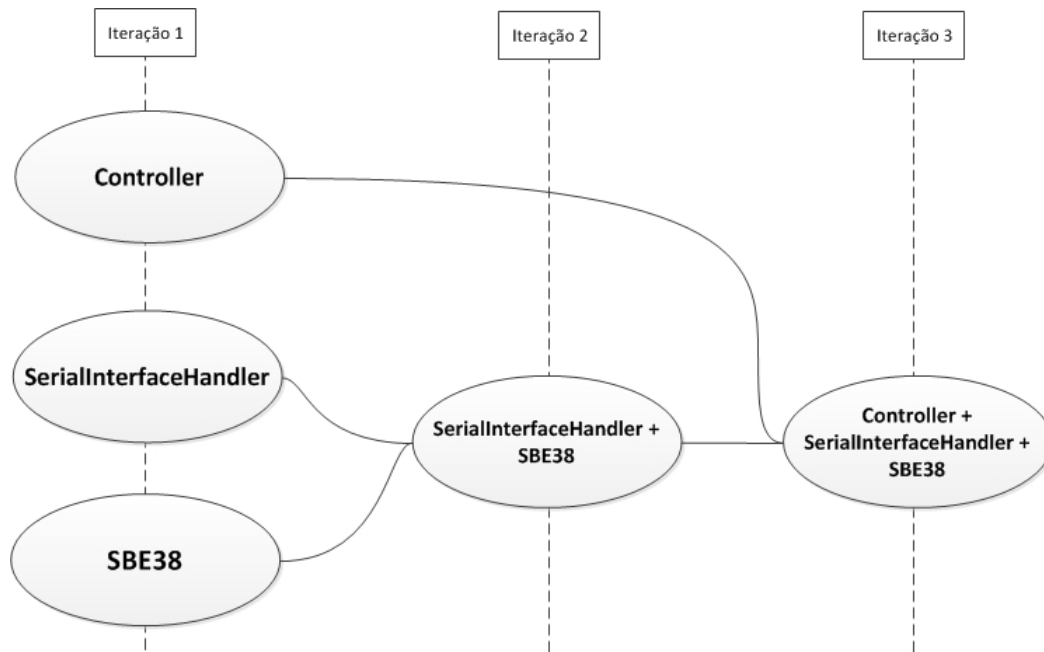 Iteração 1
Iteração 2
Iteração 3
Controller
SerialInterfaceHandler
SBE38
SerialInterfaceHandler +
SBE38
Controller +
SerialInterfaceHandler +
SBE38